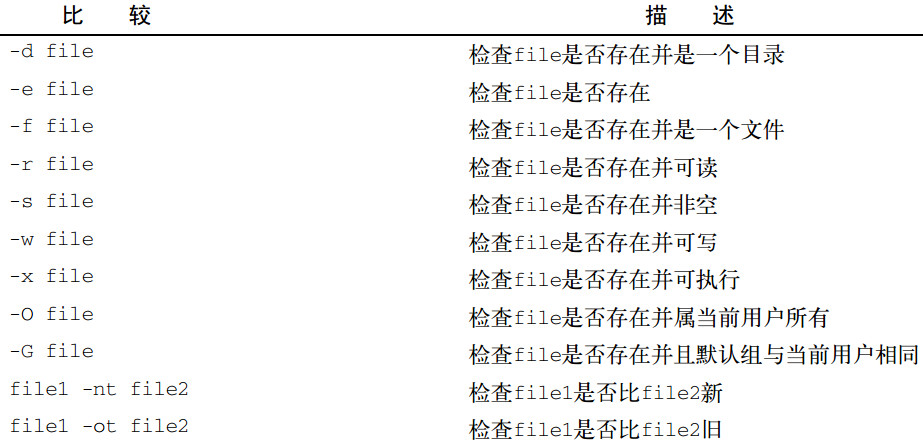 比 较 描 述
-d file 检查file是否存在并是一个目录
-e file 检查file是否存在
-f file 检查file是否存在并是一个文件
-r file 检查file是否存在并可读
-s file 检查file是否存在并非空
-w file 检查file是否存在并可写
-x file 检查file是否存在并可执行
-O file 检查file是否存在并属当前用户所有
-G file 检查file是否存在并且默认组与当前用户相同
file1 -nt file2 检查file1是否比file2新
file1 -ot file2 检查file1是否比file2旧